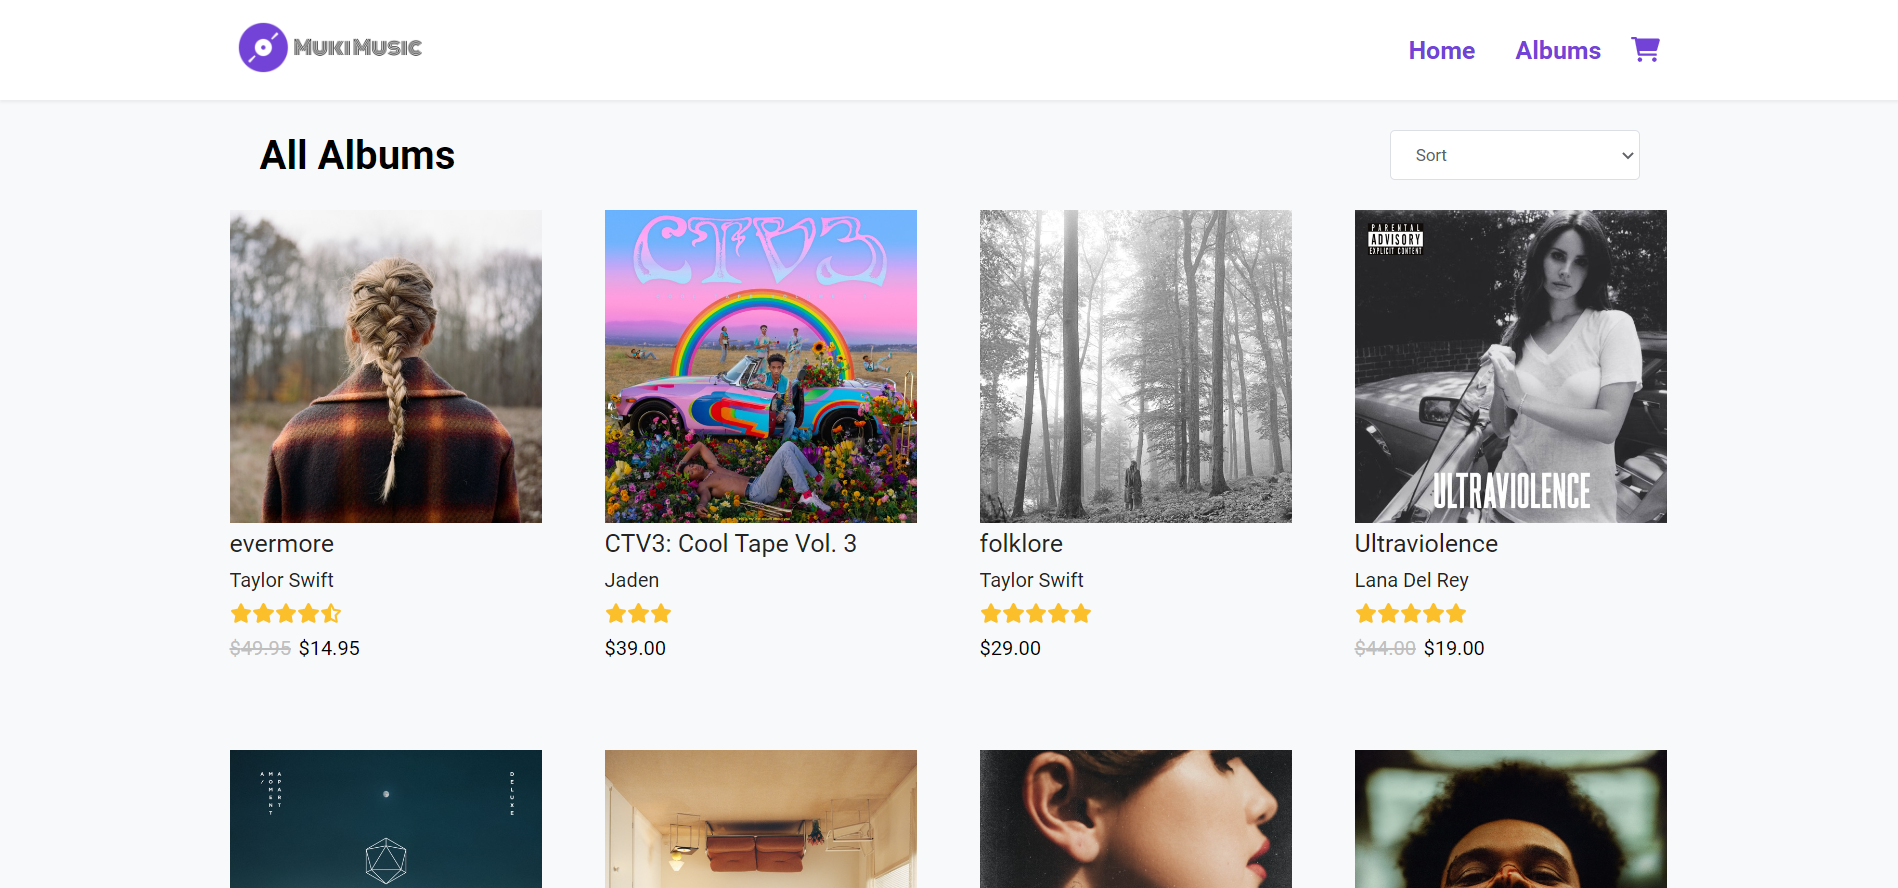 MUKIMUSIC
Home
Albums
All Albums
Sort
CTV3
PARENTAL
ADVISORY
EXPLICIT CONTENT
ULTRAVIOLENCE
evermore
CTV3: Cool Tape Vol. 3
folklore
Ultraviolence
Taylor Swift
Jaden
Taylor Swift
Lana Del Rey
$49.95 $14.95
$39.00
$29.00
$44.00 $19.00
A/
MOMENT
APART
DELUXE